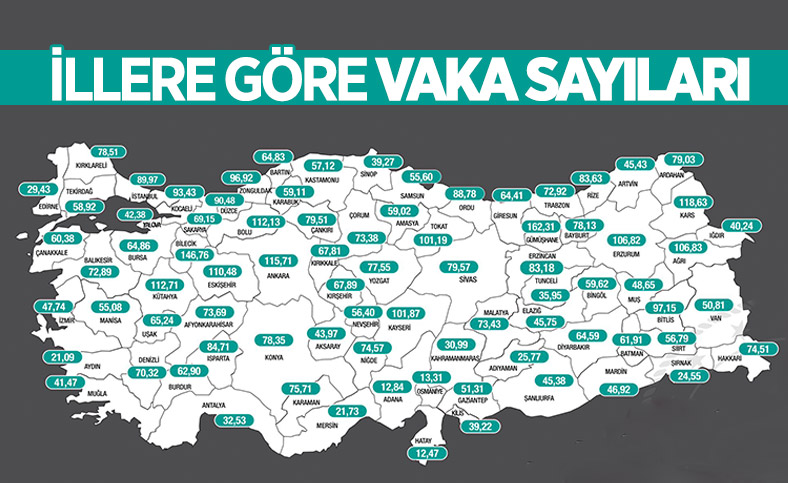 İLLERE GÖRE VAKA SAYILARI
78,51
KIRKLARELİ
29,43
EDİRNE
TEKİRDAĞ
58,92
89,97
İSTANBUL
42,38
YALOVA
93,43
KOCAELİ
69,15
SAKARYA
90,48
DÜZCE
96,92
ZONGULDAK
64,83
BARTIN
59,11
KARABUK
57,12
KASTAMONU
39,27
SİNOP
55,60
SAMSUN
88,78
ORDU
64,41
GİRESUN
72,92
TRABZON
83,63
RİZE
45,43
ARTVİN
79,03
ARDAHAN
118,63
KARS
40,24
IĞDIR
106,83
AĞRI
106,82
ERZURUM
78,13
BAYBURT
162,31
GÜMÜŞHANE
ERZİNCAN
83,18
TUNCELİ
35,95
59,62
BİNGÖL
48,65
MUŞ
97,15
BİTLİS
50,81
VAN
74,51
HAKKARİ
24,55
ŞIRNAK
56,79
SİİRT
61,91
BATMAN
64,59
DİYARBAKIR
MARDİN
46,92
45,38
ŞANLIURFA
25,77
ADIYAMAN
ELAZIĞ
45,75
MALATYA
73,43
30,99
KAHRAMANMARAŞ
51,31
GAZİANTEP
KİLİS
39,22
13,31
OSMANİYE
HATAY
12,47
12,84
ADANA
21,73
MERSİN
75,71
KARAMAN
78,35
KONYA
43,97
AKSARAY
74,57
NİĞDE
56,40
NEVŞEHİR
101,87
KAYSERİ
79,57
SİVAS
101,19
TOKAT
59,02
AMASYA
ÇORUM
73,38
77,55
YOZGAT
67,81
KIRIKKALE
67,89
KIRŞEHİR
79,51
ÇANKIRI
115,71
ANKARA
112,13
BOLU
BİLECİK
146,76
110,48
ESKİŞEHİR
64,86
BURSA
60,38
ÇANAKKALE
BALIKESİR
72,89
112,71
KÜTAHYA
73,69
AFYONKARAHİSAR
65,24
UŞAK
55,08
MANİSA
47,74
İZMİR
21,09
AYDIN
41,47
MUĞLA
DENİZLİ
70,32
62,90
BURDUR
84,71
ISPARTA
ANTALYA
32,53